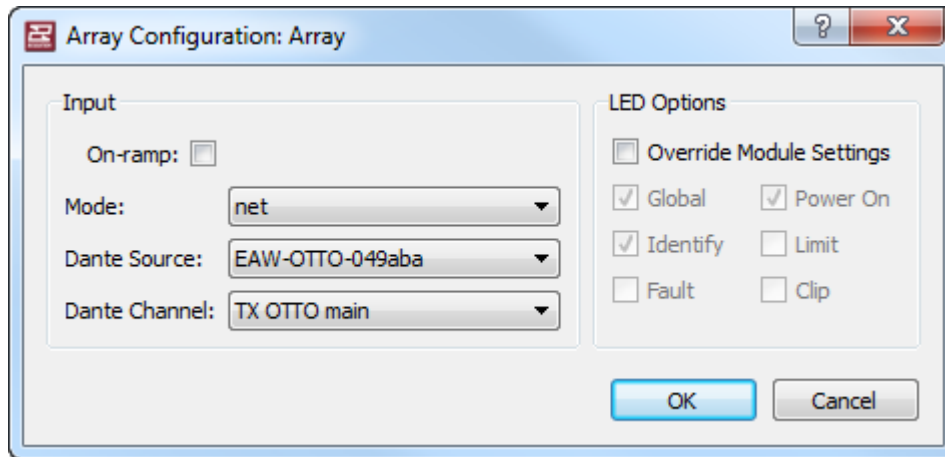 Array Configuration: Array
Input
On-ramp:
Mode: net
Dante Source: EAW-OTTO-049aba
Dante Channel: TX OTTO main
LED Options
Override Module Settings
Global Power On
Identify Limit
Fault Clip
OK Cancel